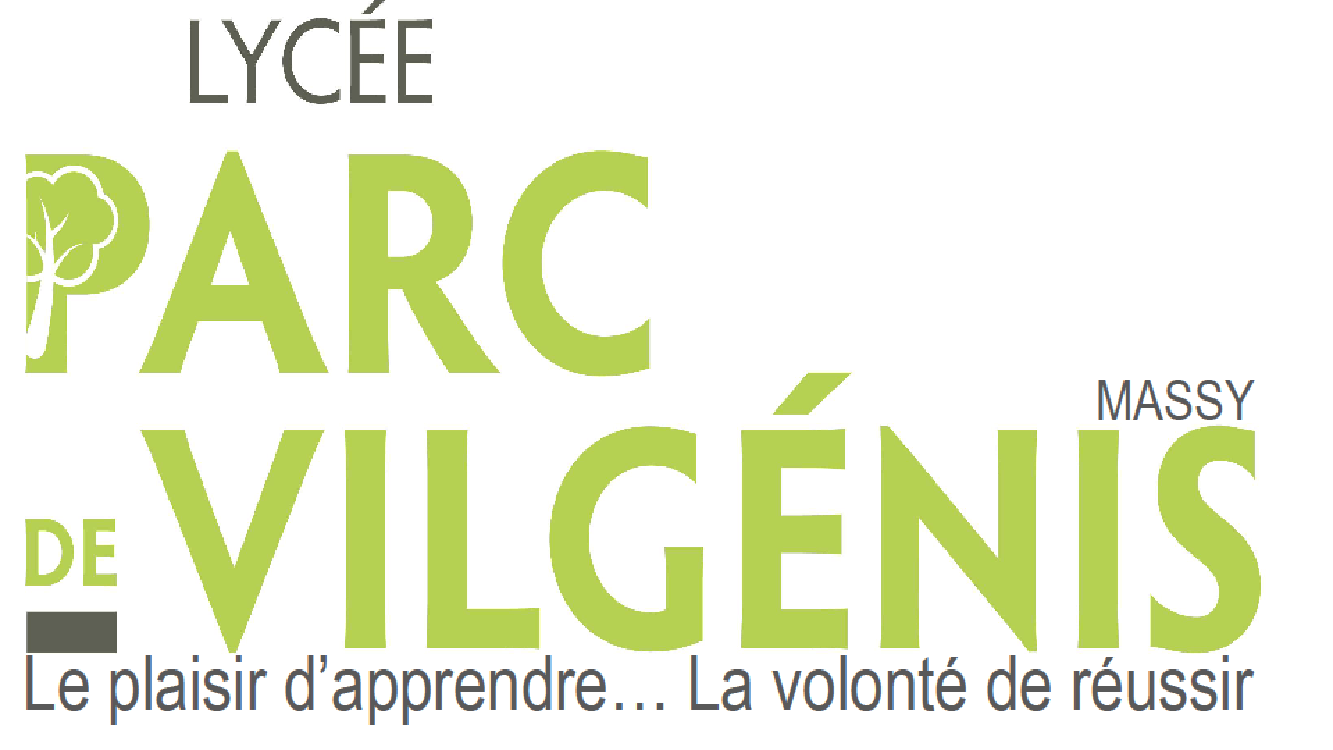 LYCÉE
PARC
MASSY
DE VILGÉNIS
Le plaisir d’apprendre... La volonté de réussir